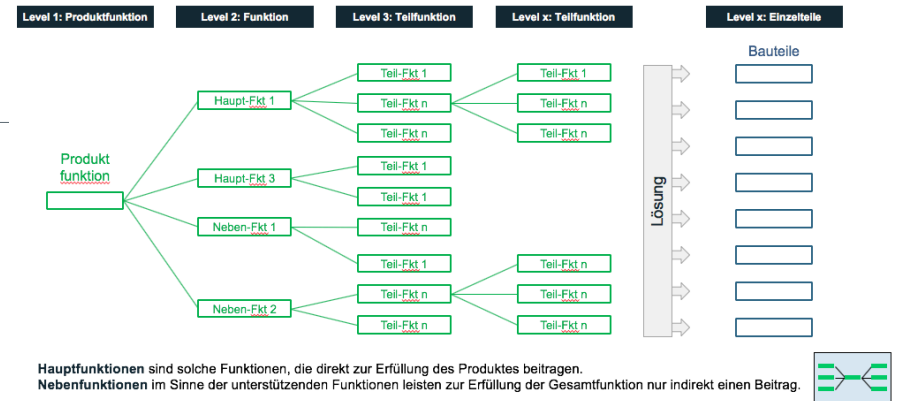 Level 1: Produktfunktion
Level 2: Funktion
Level 3: Teilfunktion
Level x: Teilfunktion
Level x: Einzelteile
Bauteile
Produkt
funktion
Haupt-Fkt 1
Haupt-Fkt 3
Neben-Fkt 1
Neben-Fkt 2
Teil-Fkt 1
Teil-Fkt n
Teil-Fkt n
Teil-Fkt 1
Teil-Fkt 1
Teil-Fkt n
Teil-Fkt 1
Teil-Fkt n
Teil-Fkt n
Teil-Fkt 1
Teil-Fkt n
Teil-Fkt n
Teil-Fkt n
Teil-Fkt n
Teil-Fkt n
Lösung
Hauptfunktionen sind solche Funktionen, die direkt zur Erfüllung des Produktes beitragen.
Nebenfunktionen im Sinne der unterstützenden Funktionen leisten zur Erfüllung der Gesamtfunktion nur indirekt einen Beitrag.